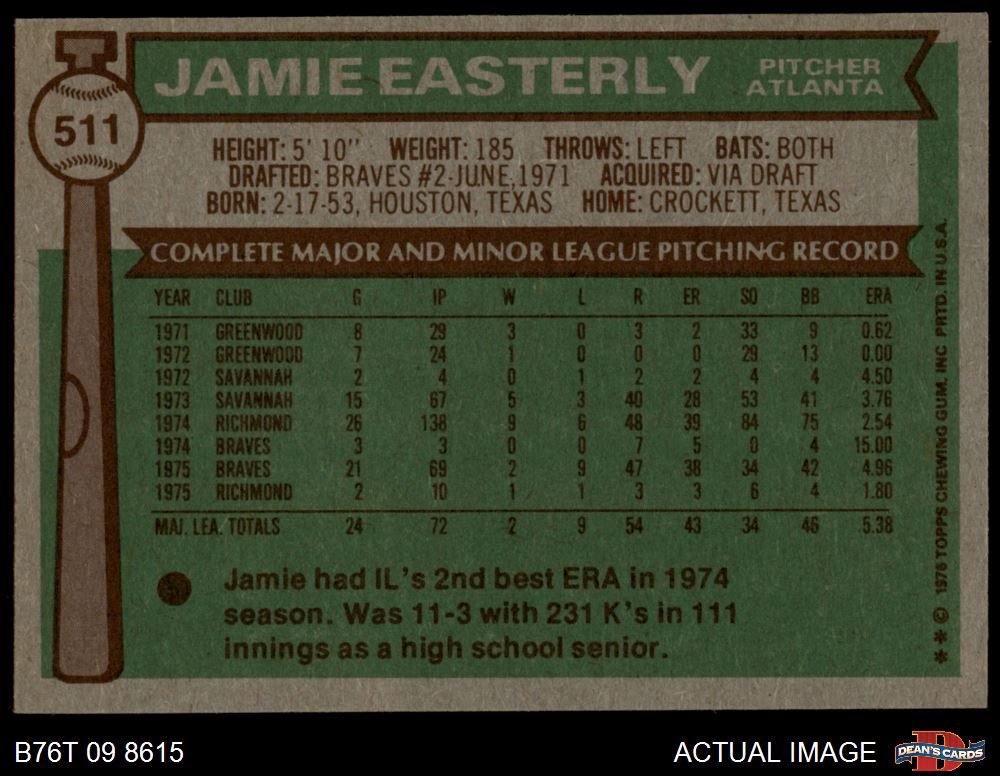 JAMIE EASTERLY
PITCHER
ATLANTA
511
HEIGHT: 5' 10" WEIGHT: 185 THROWS: LEFT BATS: BOTH
DRAFTED: BRAVES #2-JUNE, 1971 ACQUIRED: VIA DRAFT
BORN: 2-17-53, HOUSTON, TEXAS HOME: CROCKETT, TEXAS
COMPLETE MAJOR AND MINOR LEAGUE PITCHING RECORD
YEAR CLUB G IP W L R ER SO BB ERA
1971 GREENWOOD 8 29 3 0 3 2 33 9 0.62
1972 GREENWOOD 7 24 1 0 0 0 29 13 0.00
1972 SAVANNAH 2 4 0 1 2 2 4 4 4.50
1973 SAVANNAH 15 67 5 3 40 28 53 41 3.76
1974 RICHMOND 26 138 9 6 48 39 84 75 2.54
1974 BRAVES 3 3 0 0 7 5 0 4 15.00
1975 BRAVES 21 69 2 9 47 38 34 42 4.96
1975 RICHMOND 2 10 1 1 3 3 6 4 1.80
MAJ. LEA. TOTALS 24 72 2 9 54 43 34 46 5.38
Jamie had IL's 2nd best ERA in 1974
season. Was 11-3 with 231 K's in 111
innings as a high school senior.
** © 1976 TOPPS CHEWING GUM, INC PRTD. IN U.S.A.
B76T 09 8615
ACTUAL IMAGE
DEAN'S CARDS